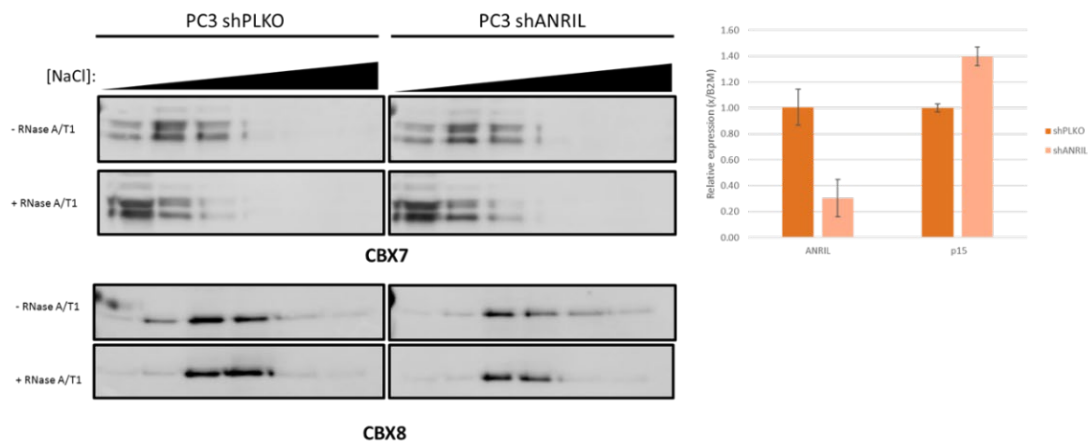 PC3 shPLKO
PC3 shANRIL
[NaCl]:
- RNase A/T1
+ RNase A/T1
CBX7
- RNase A/T1
+ RNase A/T1
CBX8
Relative expression (x/B2M)
1.60
1.40
1.20
1.00
0.80
0.60
0.40
0.20
0.00
ANRIL
p15
shPLKO
shANRIL